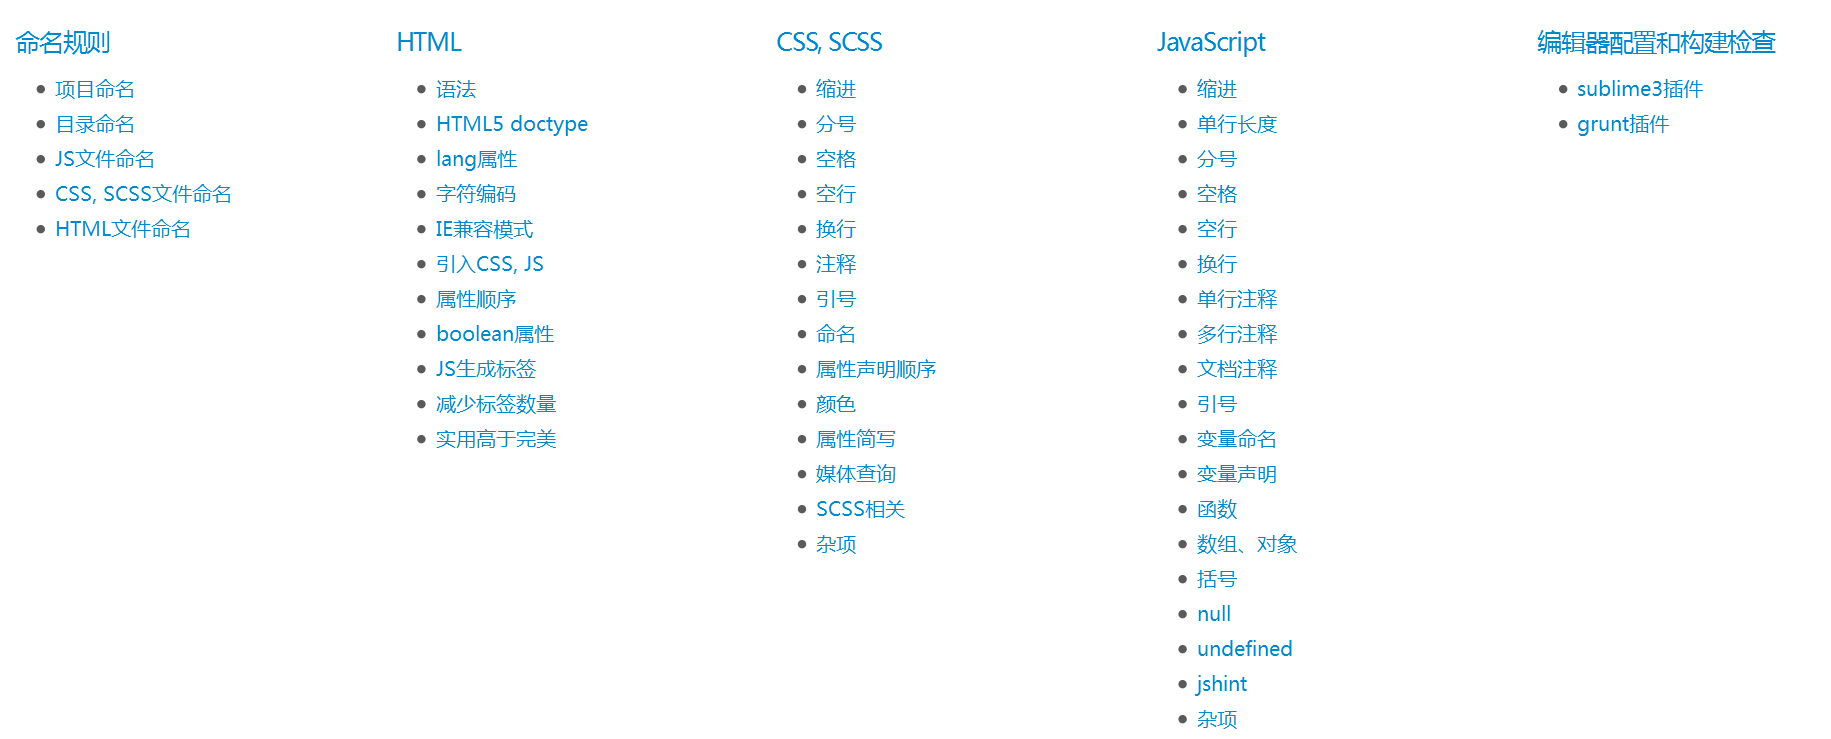 命名规则
项目命名
目录命名
JS文件命名
CSS, SCSS文件命名
HTML文件命名
HTML
语法
HTML5 doctype
lang属性
字符编码
IE兼容模式
引入CSS, JS
属性顺序
boolean属性
JS生成标签
减少标签数量
实用高于完美
CSS, SCSS
缩进
分号
空格
空行
换行
注释
引号
命名
属性声明顺序
颜色
属性简写
媒体查询
SCSS相关
杂项
JavaScript
缩进
单行长度
分号
空格
空行
换行
单行注释
多行注释
文档注释
引号
变量命名
变量声明
函数
数组、对象
括号
null
undefined
jshint
杂项
编辑器配置和构建检查
sublime3插件
grunt插件